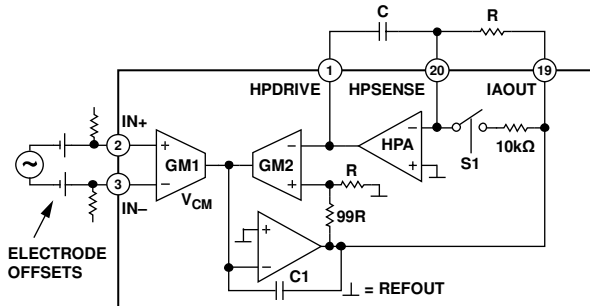 C
R
1
20
19
HPDRIVE
HPSENSE
IAOUT
IN+
2
+
GM1
−
VCM
3
IN−
−
GM2
+
HPA
−
+
S1
10kΩ
R
99R
+
−
C1
= REFOUT
ELECTRODE
OFFSETS